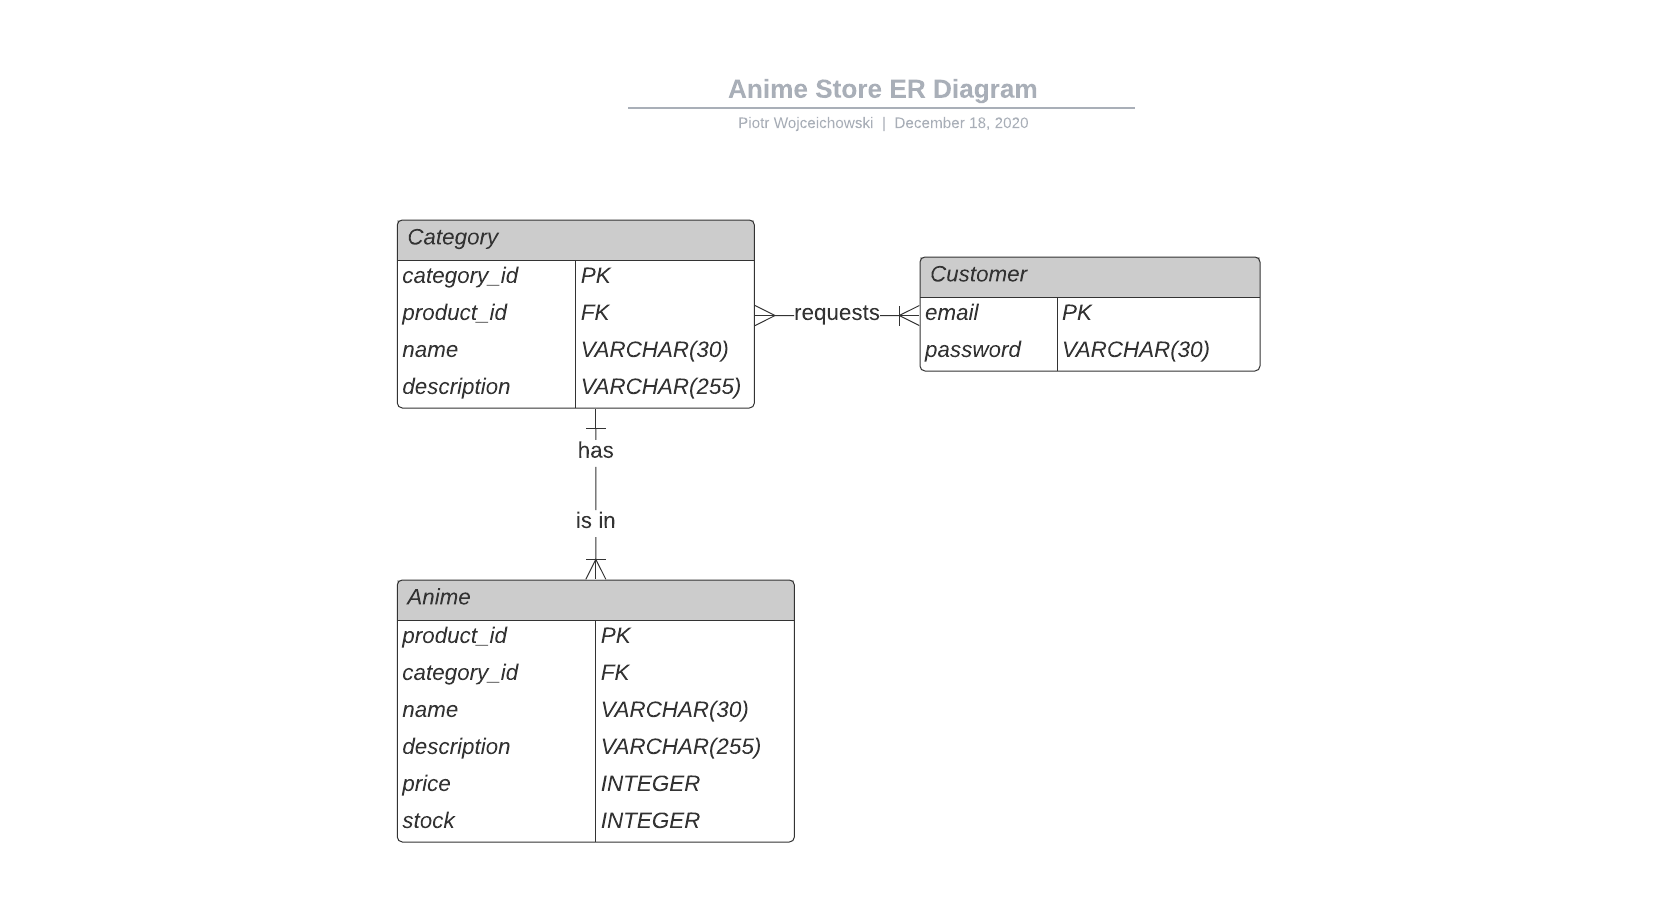 Anime Store ER Diagram
Piotr Wojceichowski | December 18, 2020
Category
category_id PK
product_id FK
name VARCHAR(30)
description VARCHAR(255)
requests
Customer
email PK
password VARCHAR(30)
has
is in
Anime
product_id PK
category_id FK
name VARCHAR(30)
description VARCHAR(255)
price INTEGER
stock INTEGER